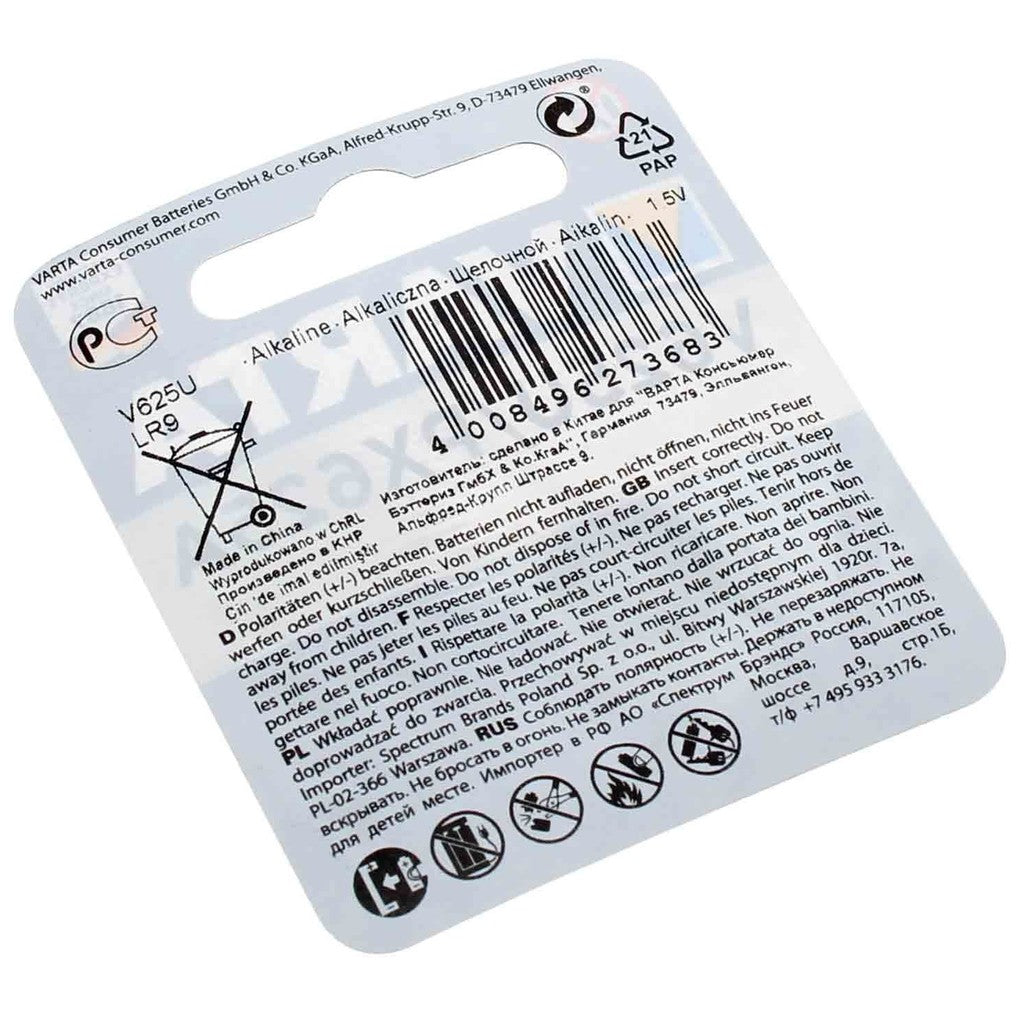 VARTA Consumer Batteries GmbH & Co. KGaA, Alfred-Krupp-Str. 9, D-73479 Ellwangen,
www.varta-consumer.com
®
21
PAP
РСТ
· Alkaline · Alkaliczna · Щелочной · Alkalin · 1.5V
V625U
LR9
4 008496 273683
Изготовитель: сделано в Китае для "ВАРТА Консьюмер
Бэттериз ГмбХ & Ко.КгаА", Германия 73479, Элльванген,
Альфред-Крупп Штрассе 9.
Made in China
Wyprodukowano w ChRL
Произведено в КНР
Çin 'de imal edilmiştir
D Polaritäten (+/-) beachten. Batterien nicht aufladen, nicht öffnen, nicht ins Feuer
werfen oder kurzschließen. Von Kindern fernhalten. GB Insert correctly. Do not
charge. Do not disassemble. Do not dispose of in fire. Do not short circuit. Keep
away from children. F Respecter les polarités (+/-). Ne pas recharger. Ne pas ouvrir
les piles. Ne pas jeter les piles au feu. Ne pas court-circuiter les piles. Tenir hors de
portée des enfants. I Rispettare la polarità (+/-). Non ricaricare. Non aprire. Non
gettare nel fuoco. Non cortocircuitare. Tenere lontano dalla portata dei bambini.
PL Wkładać poprawnie. Nie ładować. Nie otwierać. Nie wrzucać do ognia. Nie
doprowadzać do zwarcia. Przechowywać w miejscu niedostępnym dla dzieci.
Importer: Spectrum Brands Poland Sp. z o.o., ul. Bitwy Warszawskiej 1920r. 7a,
PL-02-366 Warszawa. RUS Соблюдать полярность (+/-). Не перезаряжать. Не
вскрывать. Не бросать в огонь. Не замыкать контакты. Держать в недоступном
для детей месте. Импортер в РФ АО «Спектрум Брэндс» Россия, 117105,
Москва, Варшавское
шоссе д.9, стр.1Б,
т/ф +7 495 933 3176.